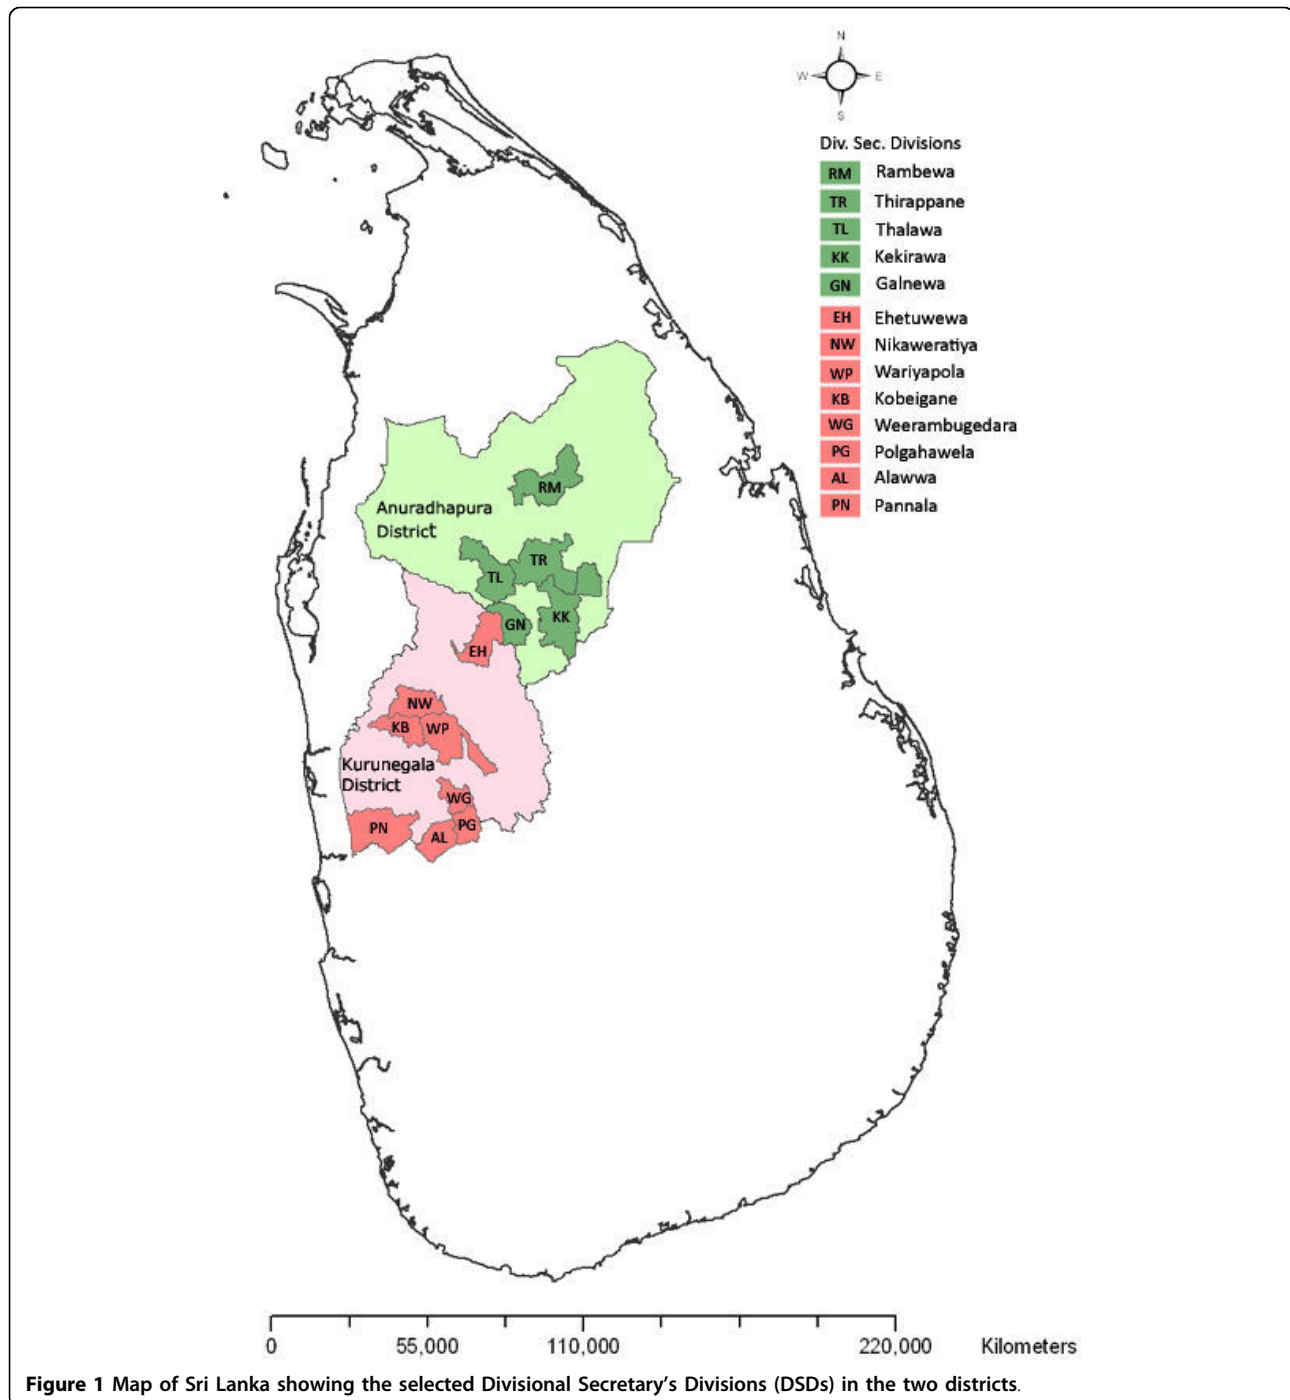 N
W E
S
Div. Sec. Divisions
RM Rambewa
TR Thirappane
TL Thalawa
KK Kekirawa
GN Galnewa
EH Ehetuwewa
NW Nikaweratiya
WP Wariyapola
KB Kobeigane
WG Weerambugedara
PG Polgahawela
AL Alawwa
PN Pannala
RM
Anuradhapura
District
TR
TL
KK
GN
EH
NW
KB WP
Kurunegala
District
WG
PG
PN
AL
0 55,000 110,000 220,000 Kilometers
Figure 1 Map of Sri Lanka showing the selected Divisional Secretary's Divisions (DSDs) in the two districts.